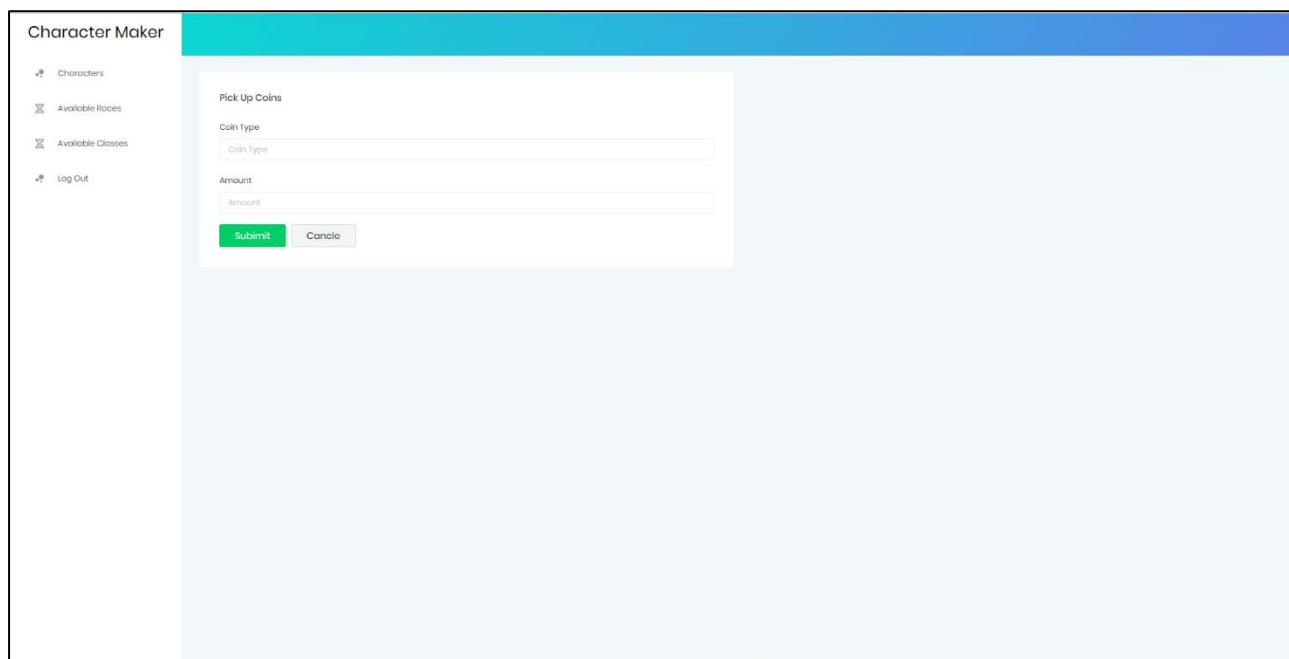 Character Maker
Characters
Available Races
Available Classes
Log Out
Pick Up Coins
Coin Type
Coin Type
Amount
Amount
Subimit
Cancle